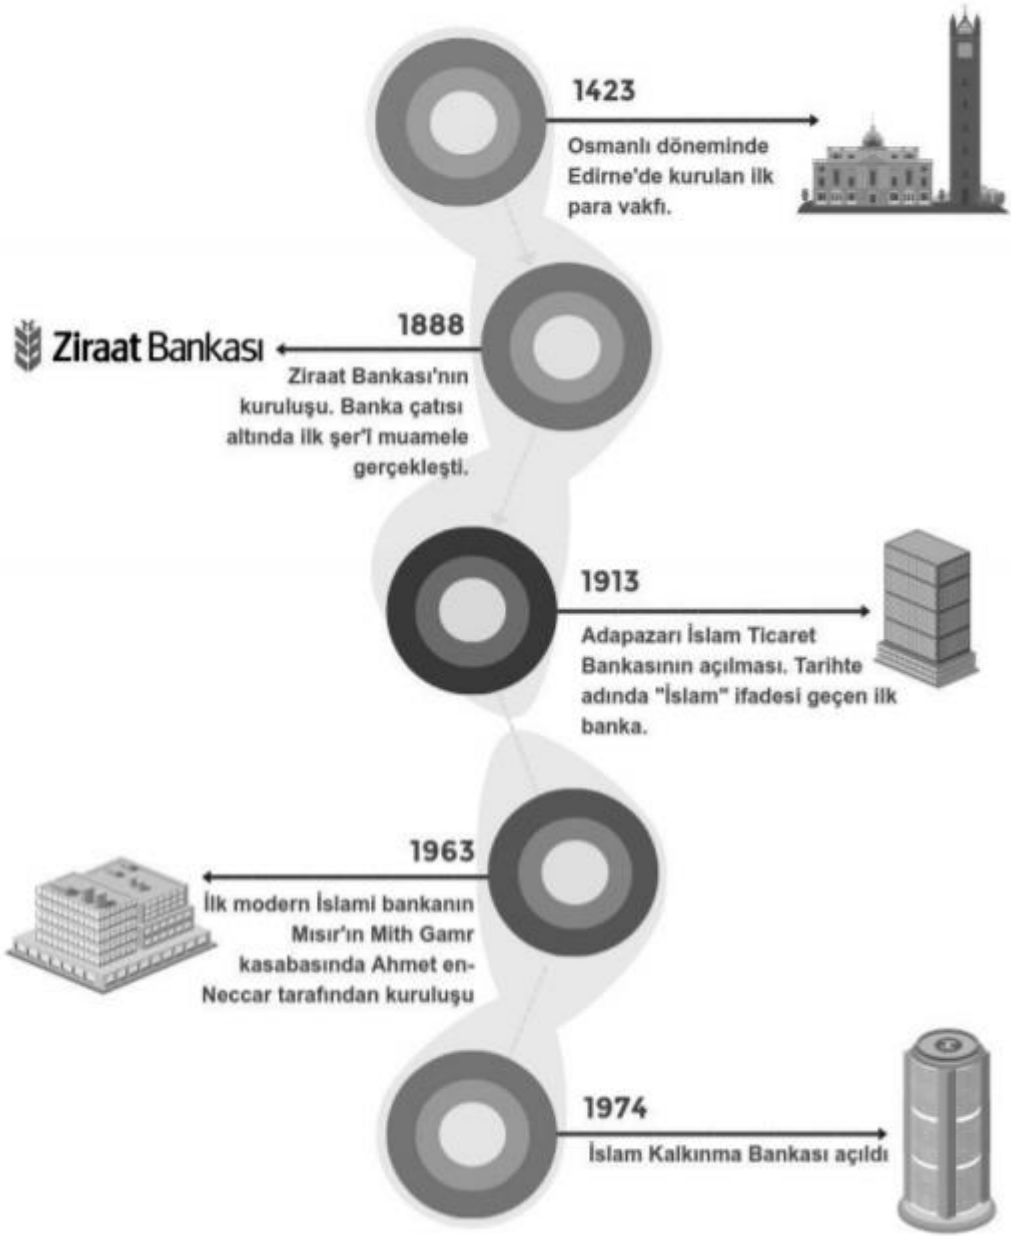 1423
Osmanlı döneminde
Edirne'de kurulan ilk
para vakfı.
1888
Ziraat Bankası
Ziraat Bankası'nın
kuruluşu. Banka çatısı
altında ilk şer'î muamele
gerçekleşti.
1913
Adapazarı İslam Ticaret
Bankasının açılması. Tarihte
adında "İslam" ifadesi geçen ilk
banka.
1963
İlk modern İslami bankanın
Mısır'ın Mith Gamr
kasabasında Ahmet en-
Neccar tarafından kuruluşu
1974
İslam Kalkınma Bankası açıldı